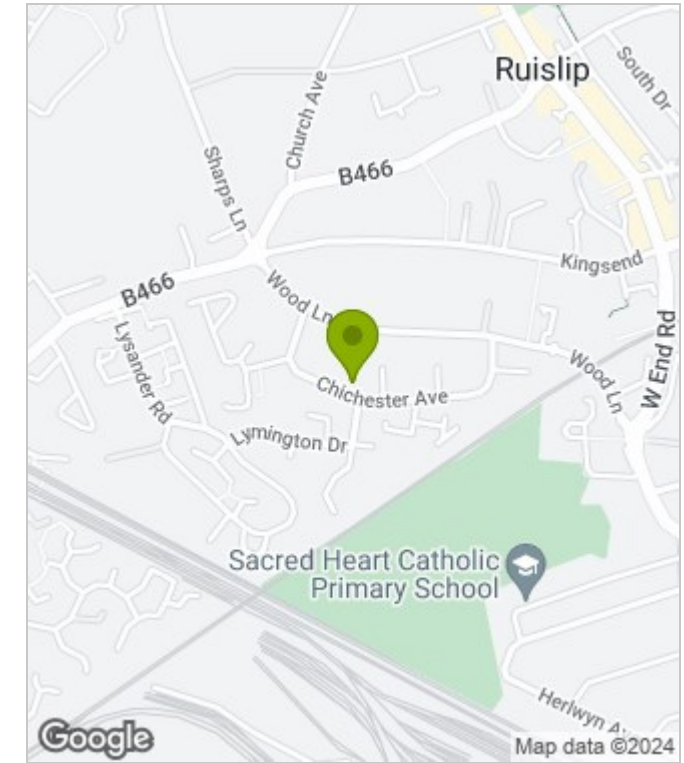 Ruislip
South Dr
Church Ave
Sharps Ln
B466
Kingsend
B466
Wood Ln
Lysander Rd
W End Rd
Wood Ln
Chichester Ave
Lymington Dr
Sacred Heart Catholic
Primary School
Herlwyn A
Google
Map data ©2024